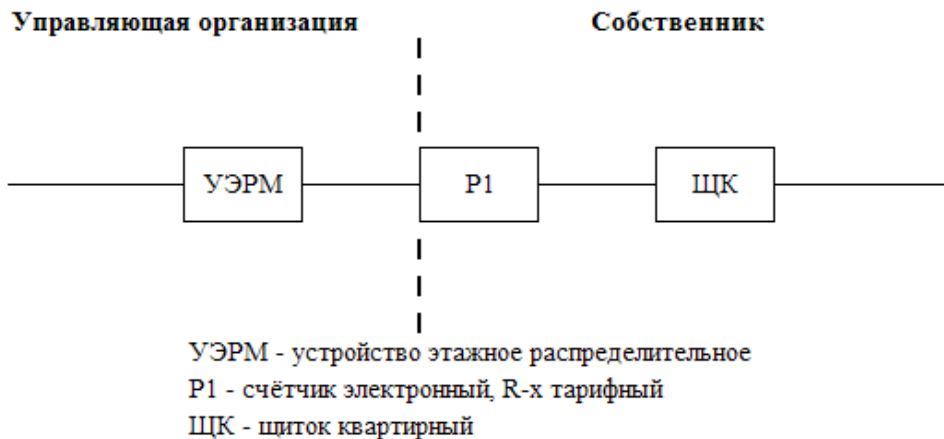 Управляющая организация
Собственник
УЭРМ
Р1
ЩК
УЭРМ - устройство этажное распределительное
Р1 - счётчик электронный, R-х тарифный
ЩК - щиток квартирный